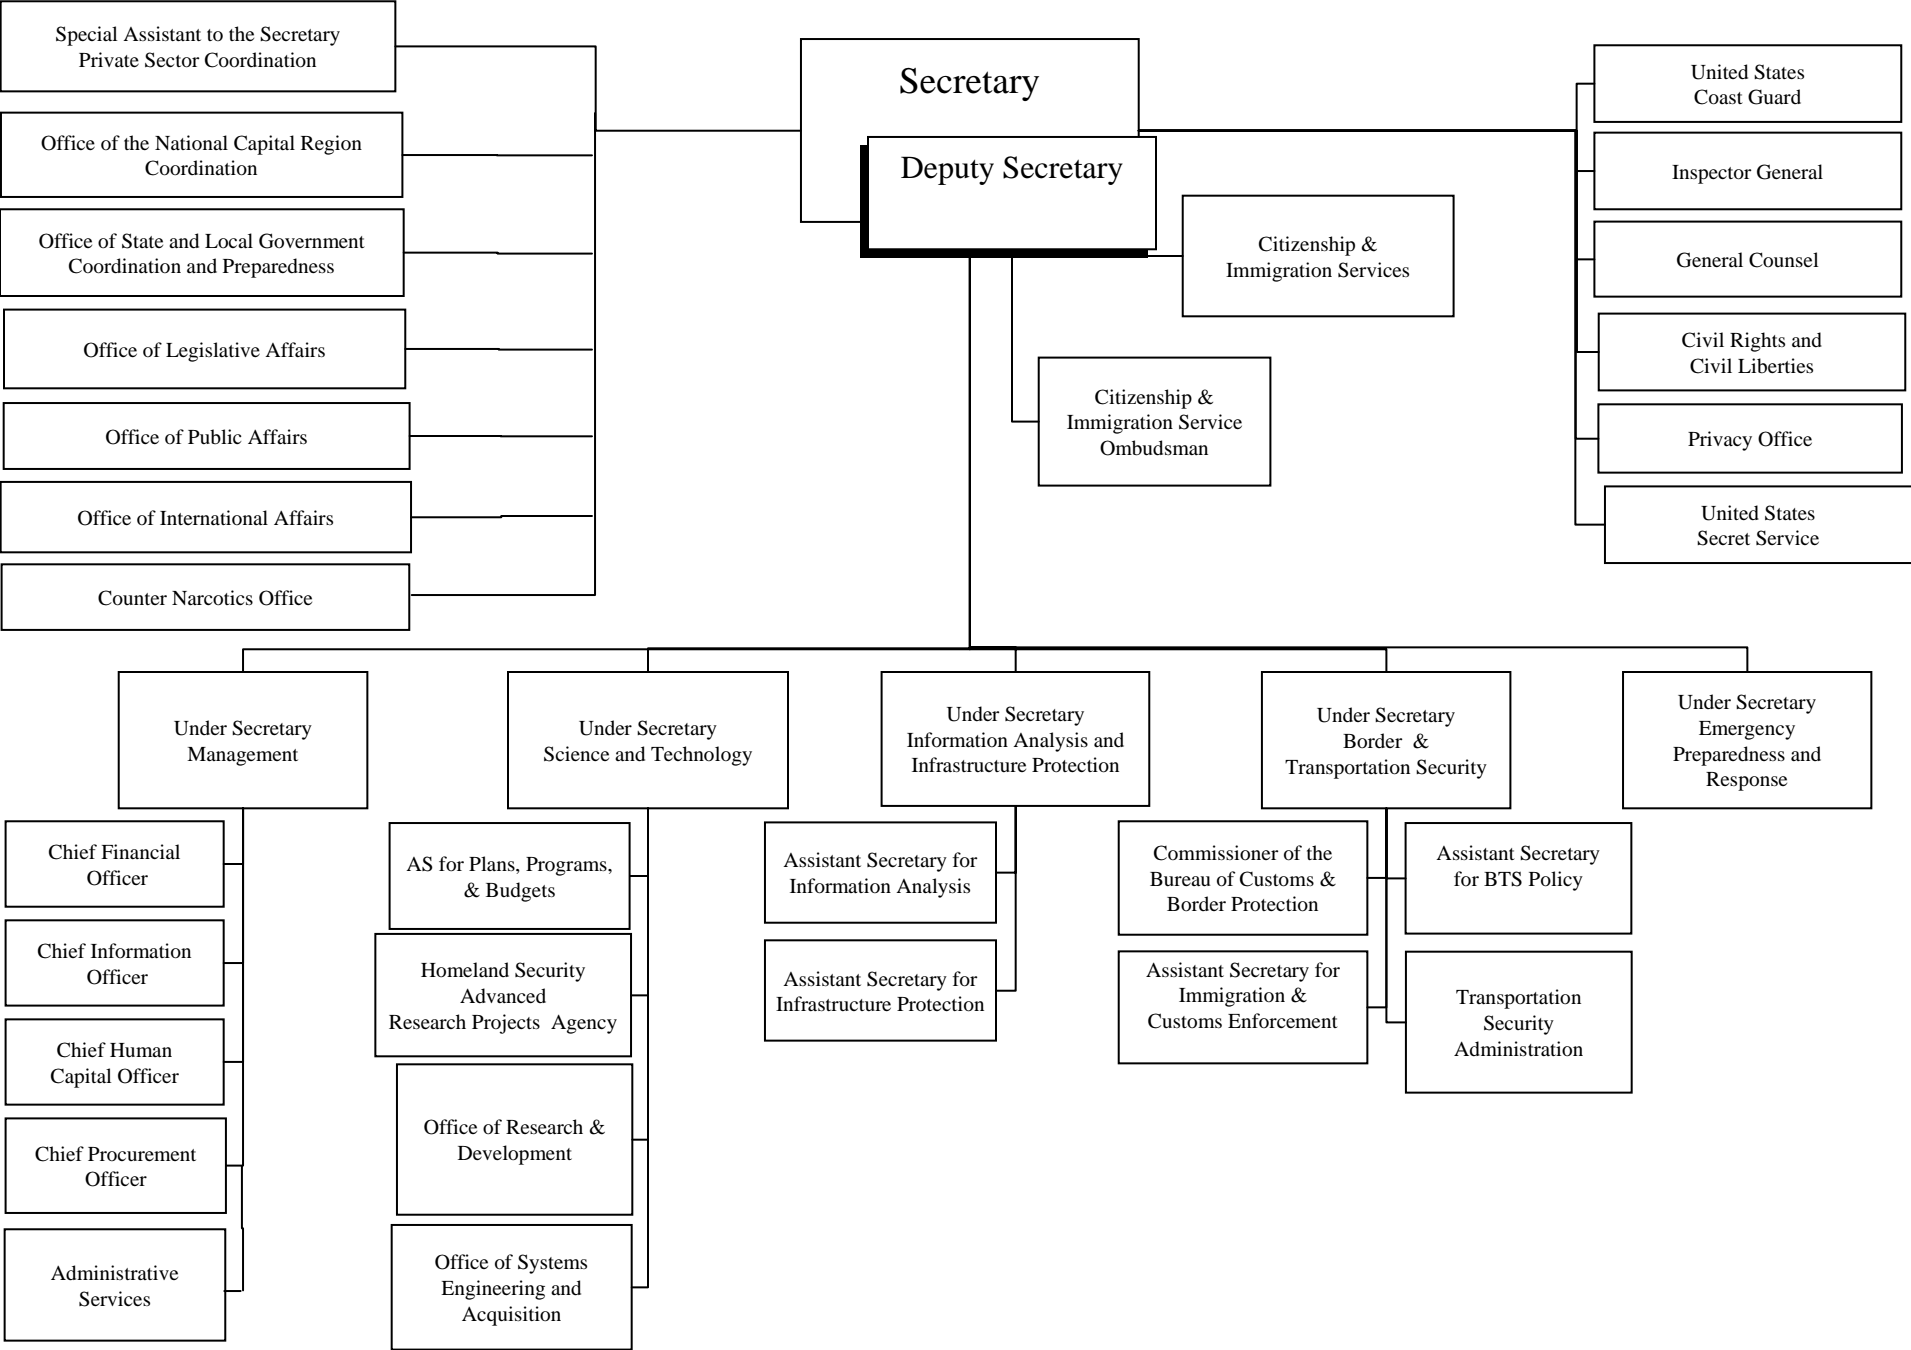 Special Assistant to the Secretary
Private Sector Coordination
Office of the National Capital Region
Coordination
Office of State and Local Government
Coordination and Preparedness
Office of Legislative Affairs
Office of Public Affairs
Office of International Affairs
Counter Narcotics Office
Secretary
Deputy Secretary
Citizenship &
Immigration Services
Citizenship &
Immigration Service
Ombudsman
United States
Coast Guard
Inspector General
General Counsel
Civil Rights and
Civil Liberties
Privacy Office
United States
Secret Service
Under Secretary
Management
Chief Financial
Officer
Chief Information
Officer
Chief Human
Capital Officer
Chief Procurement
Officer
Administrative
Services
Under Secretary
Science and Technology
AS for Plans, Programs,
& Budgets
Homeland Security
Advanced
Research Projects  Agency
Office of Research &
Development
Office of Systems
Engineering and
Acquisition
Under Secretary
Information Analysis and
Infrastructure Protection
Assistant Secretary for
Information Analysis
Assistant Secretary for
Infrastructure Protection
Under Secretary
Border  &
Transportation Security
Commissioner of the
Bureau of Customs &
Border Protection
Assistant Secretary for
Immigration &
Customs Enforcement
Assistant Secretary
for BTS Policy
Transportation
Security
Administration
Under Secretary
Emergency
Preparedness and
Response